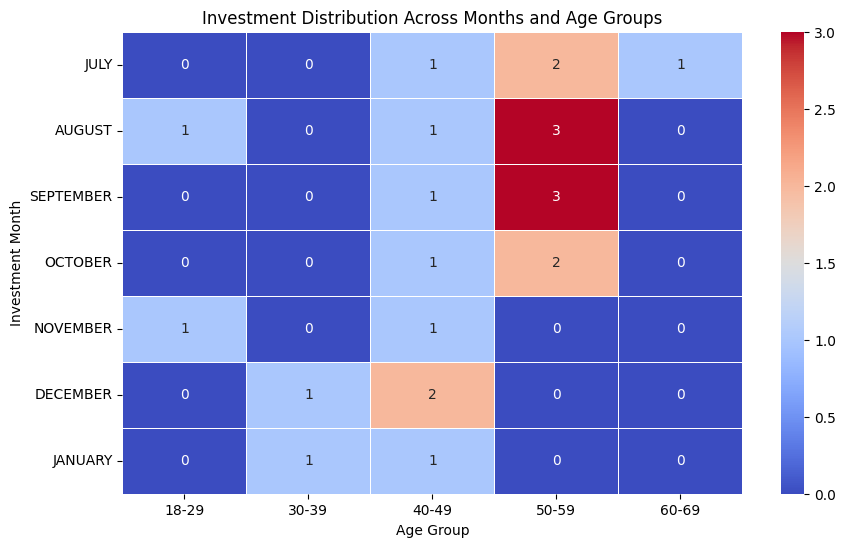 Investment Distribution Across Months and Age Groups
Investment Month
JULY 0 0 1 2 1
AUGUST 1 0 1 3 0
SEPTEMBER 0 0 1 3 0
OCTOBER 0 0 1 2 0
NOVEMBER 1 0 1 0 0
DECEMBER 0 1 2 0 0
JANUARY 0 1 1 0 0
18-29 30-39 40-49 50-59 60-69
Age Group
3.0
2.5
2.0
1.5
1.0
0.5
0.0